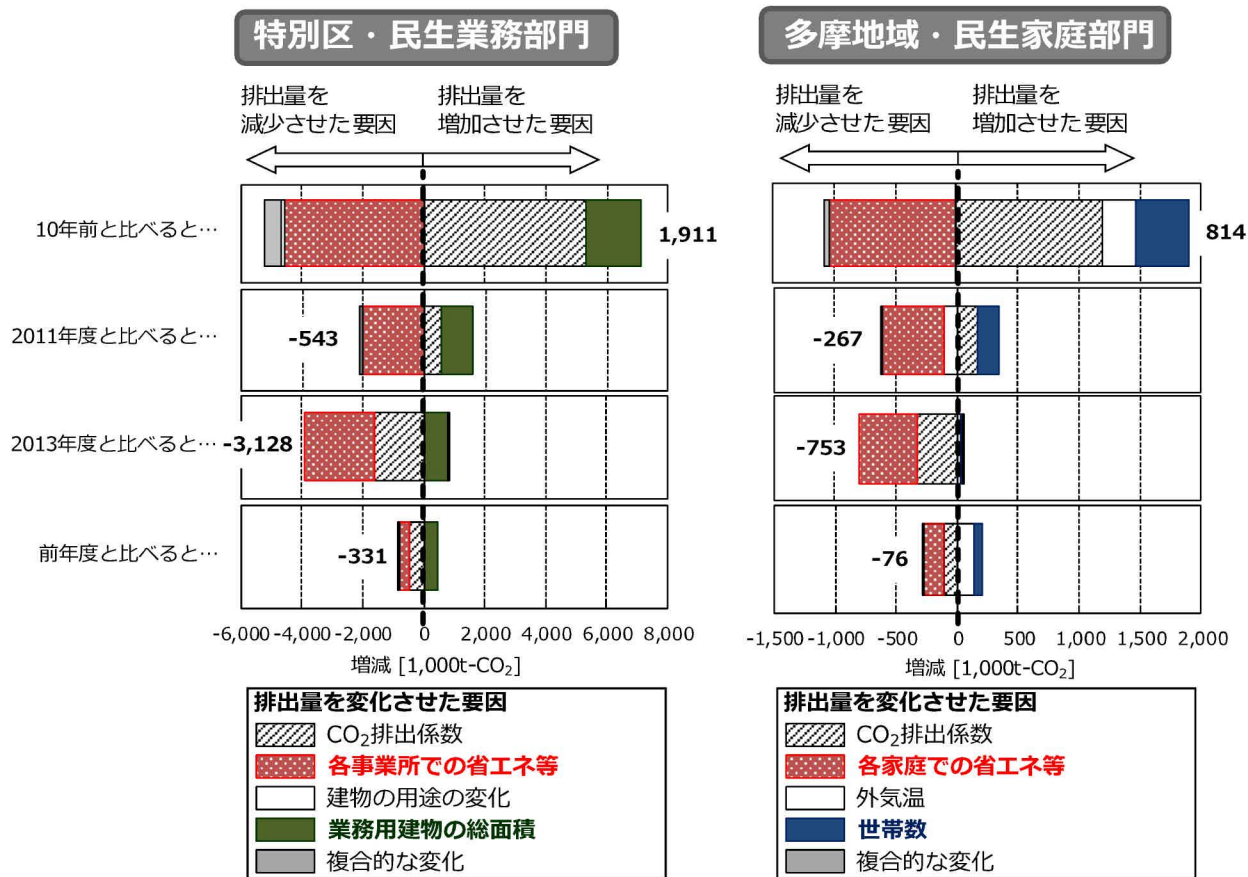 特別区・民生業務部門
排出量を
減少させた要因
排出量を
増加させた要因
10年前と比べると…
1,911
2011年度と比べると…
-543
2013年度と比べると…
-3,128
前年度と比べると…
-331
-6,000 -4,000 -2,000 0 2,000 4,000 6,000 8,000
増減 [1,000t-CO₂]
排出量を変化させた要因
CO₂排出係数
各事業所での省エネ等
建物の用途の変化
業務用建物の総面積
複合的な変化
多摩地域・民生家庭部門
排出量を
減少させた要因
排出量を
増加させた要因
814
-267
-753
-76
-1,500 -1,000 -500 0 500 1,000 1,500 2,000
増減 [1,000t-CO₂]
排出量を変化させた要因
CO₂排出係数
各家庭での省エネ等
外気温
世帯数
複合的な変化